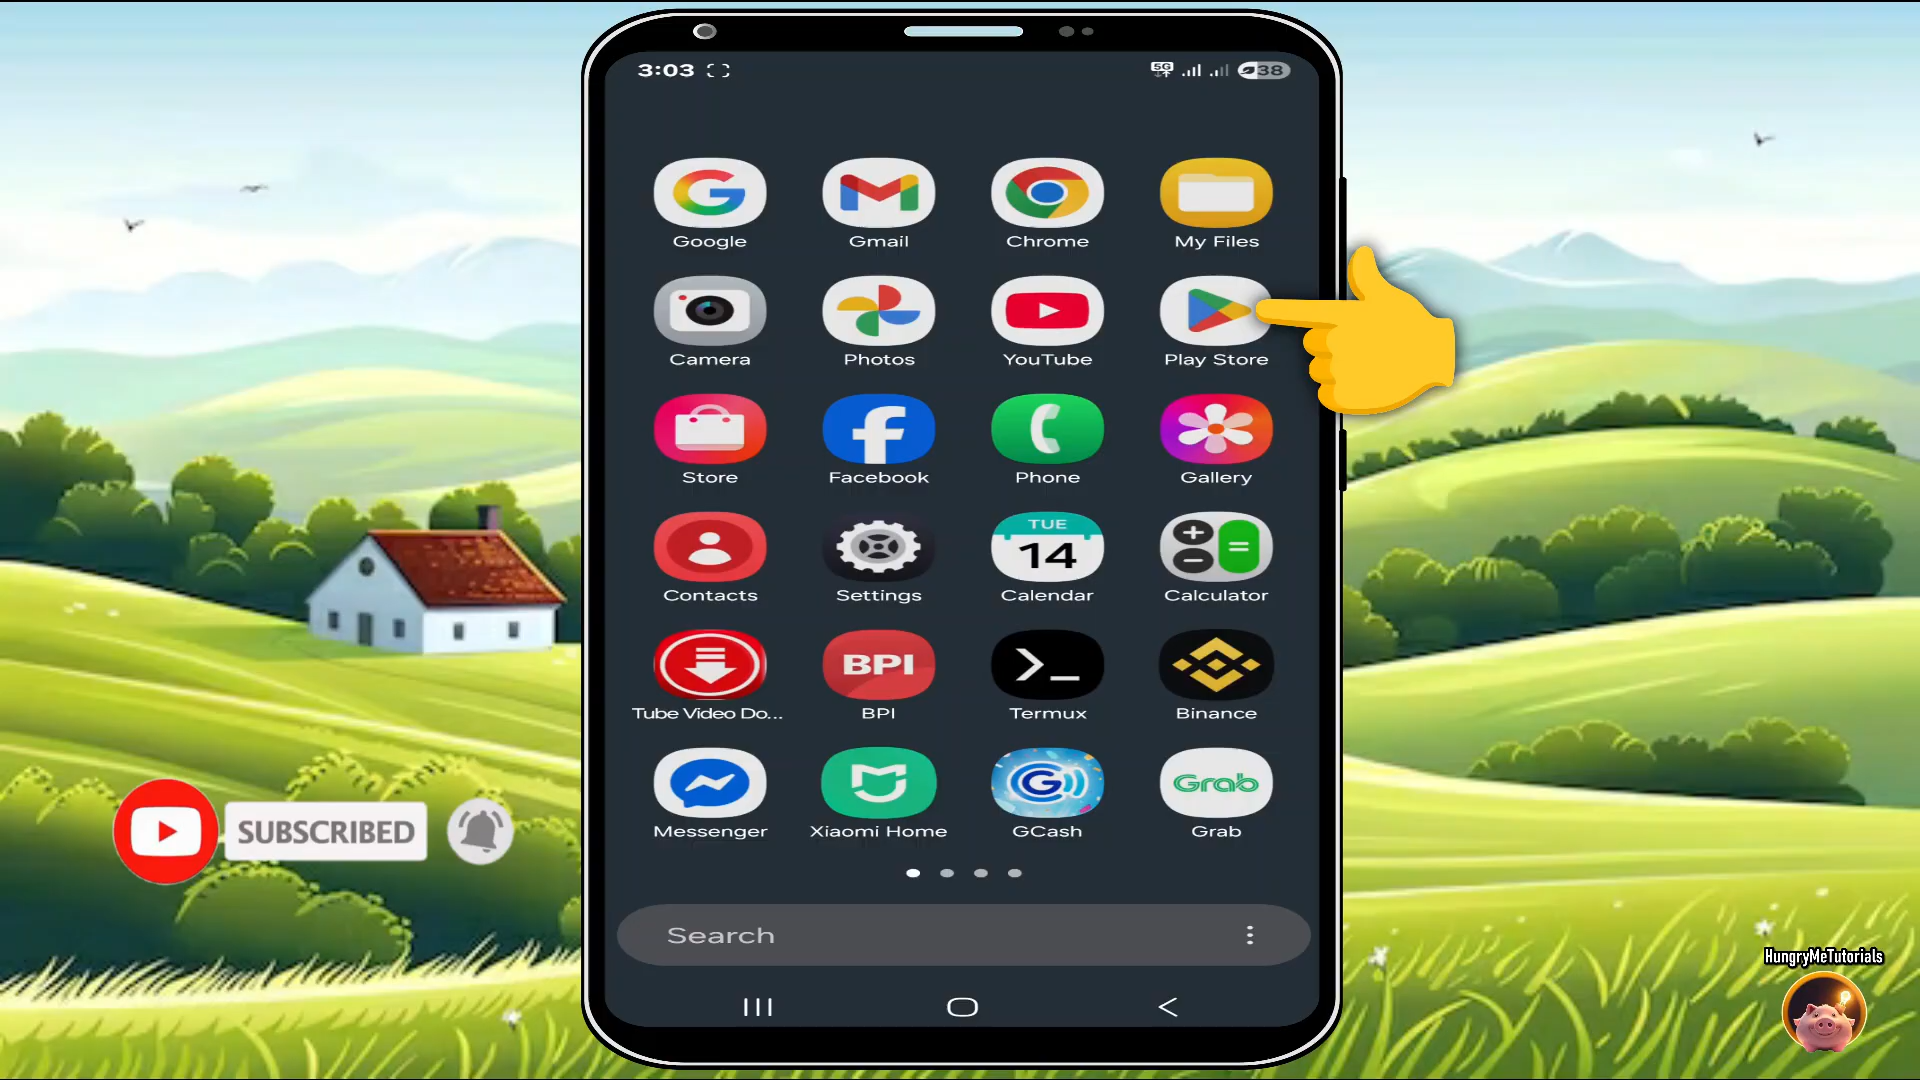 3:03
5G
38
Google Gmail Chrome My Files
Camera Photos YouTube Play Store
Store Facebook Phone Gallery
TUE
14
Contacts Settings Calendar Calculator
BPI
Tube Video Do... BPI Termux Binance
Grab
Messenger Xiaomi Home GCash Grab
SUBSCRIBED
Search
HungryMeTutorials